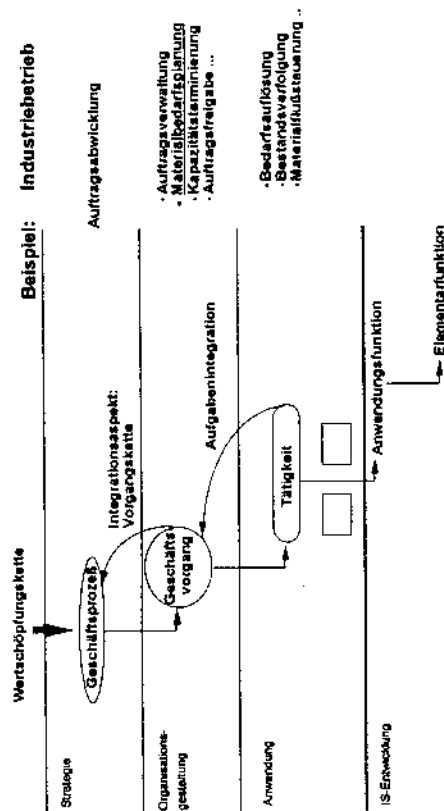 Beispiel: Industriebetrieb
Wertschöpfungskette
Strategie
Geschäftsprozeß
Auftragsabwicklung
Integrationsaspekt:
Vorgangskette
Organisations-
gestaltung
Geschäfts
vorgang
· Auftragsverwaltung
· Materialbedarfsplanung
· Kapazitätsterminierung
· Auftragsfreigabe ...
Aufgabenintegration
Anwendung
Tätigkeit
· Bedarfsauflösung
· Bestandsverfolgung
· Materialflußsteuerung ..
IS-Entwicklung
Anwendungsfunktion
Elementarfunktion